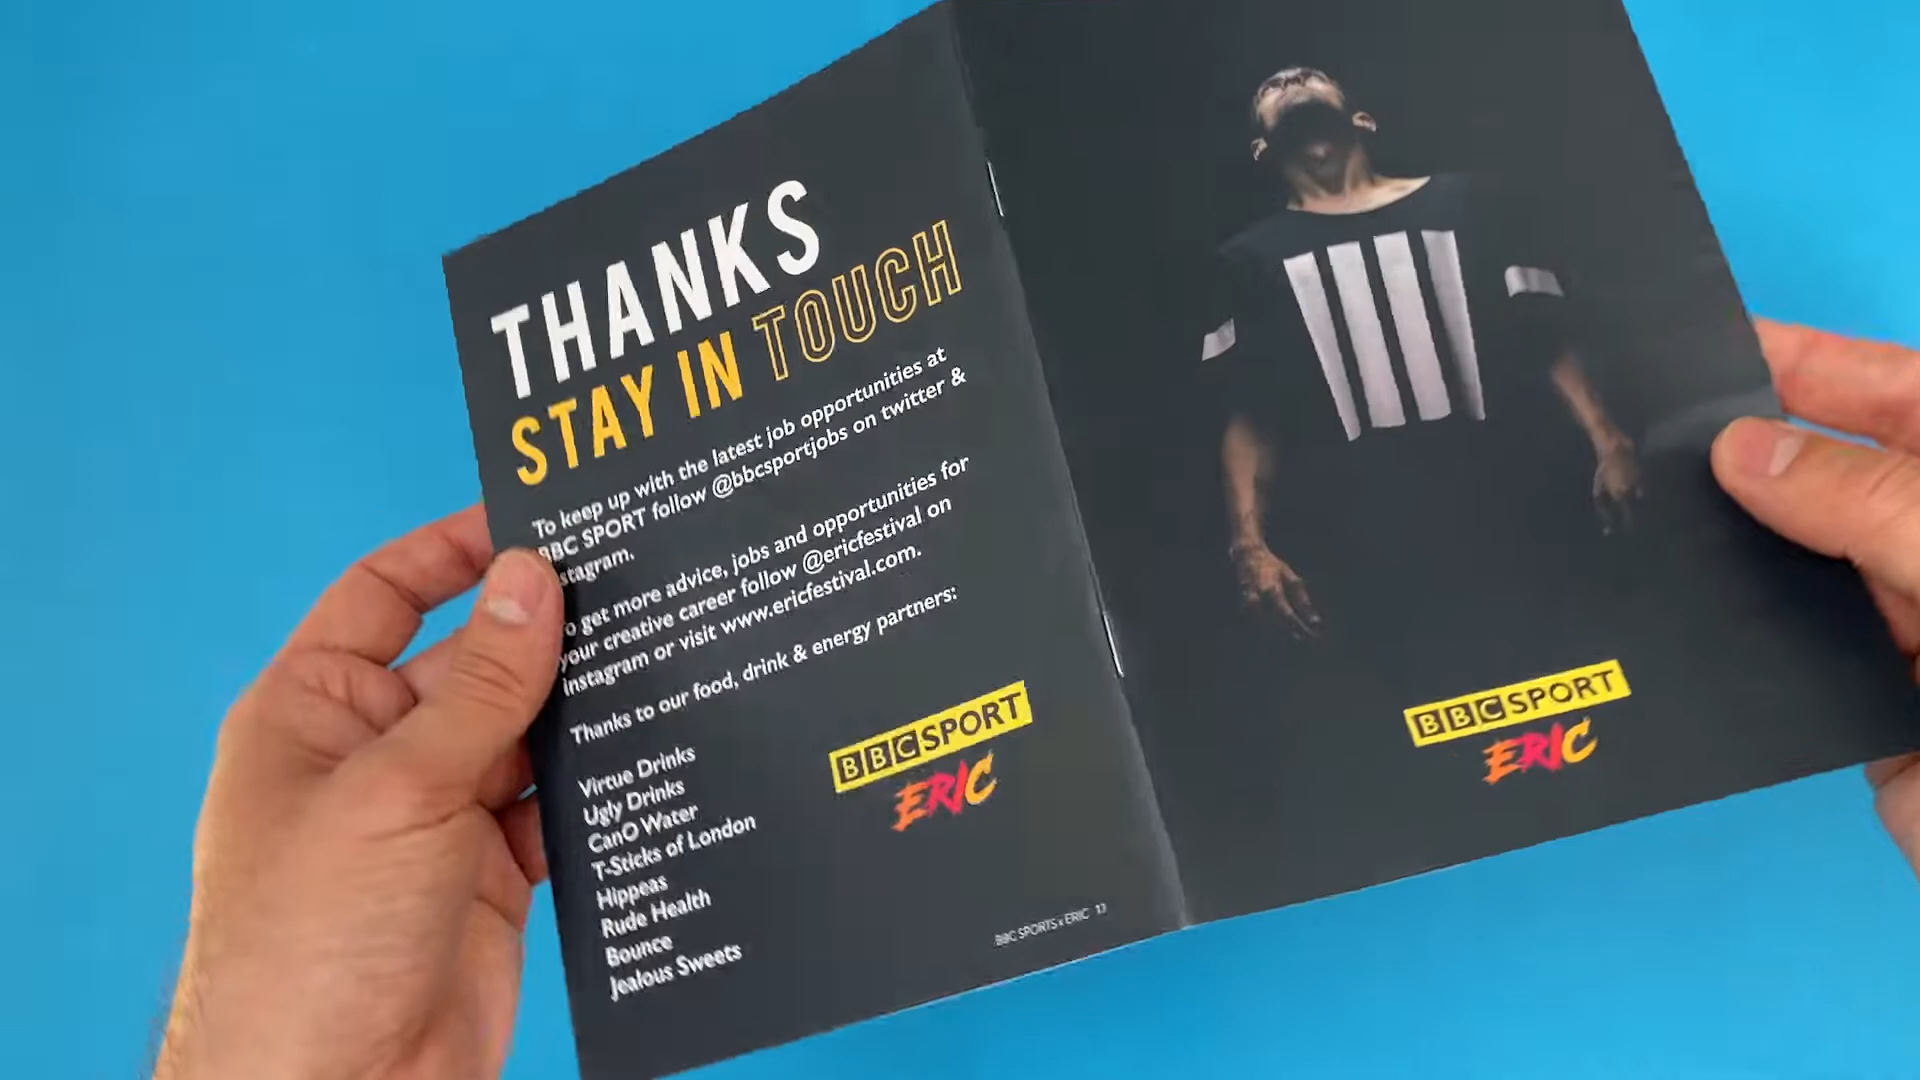 THANKS
STAY IN TOUCH
To keep up with the latest job opportunities at
BBC SPORT follow @bbcsportjobs on twitter &
stagram.
o get more advice, jobs and opportunities for
your creative career follow @ericfestival on
instagram or visit www.ericfestival.com.
Thanks to our food, drink & energy partners:
Virtue Drinks
Ugly Drinks
CanO Water
T-Sticks of London
Hippeas
Rude Health
Bounce
Jealous Sweets
BBC SPORT
ERIC
BBC SPORTS x ERIC
BBC SPORT
ERIC